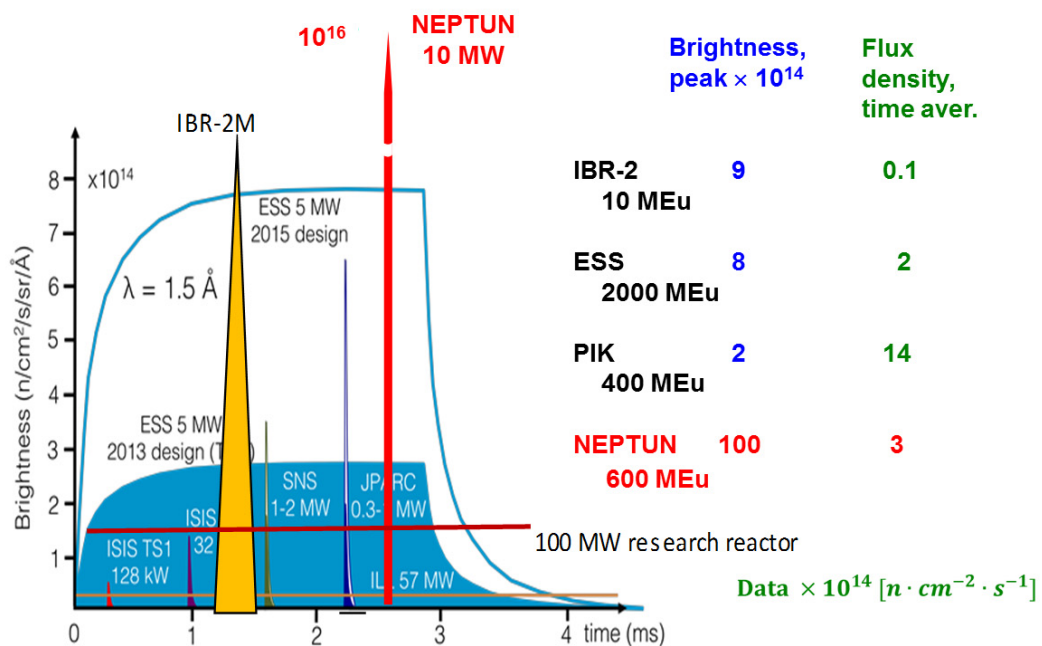 10¹⁶
NEPTUN
10 MW
Brightness,
peak × 10¹⁴
Flux
density,
time aver.
IBR-2M
x10¹⁴
8
7
6
5
4
3
2
1
Brightness (n/cm²/s/sr/Å)
ESS 5 MW
2015 design
λ = 1.5 Å
ESS 5 MW
2013 design
SNS
1-2 MW
JPARC
0.3- MW
ISIS
32
ISIS TS1
128 kW
57 MW
0
1
2
3
4
time (ms)
IBR-2 9 0.1
10 MEu
ESS 8 2
2000 MEu
PIK 2 14
400 MEu
NEPTUN 100 3
600 MEu
100 MW research reactor
Data × 10¹⁴ [n · cm⁻² · s⁻¹]